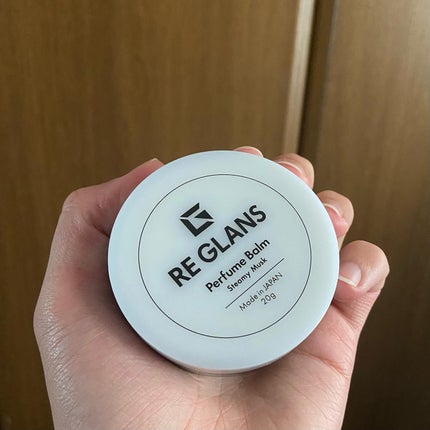 RE GLANS
Perfume Balm
Steamy Musk
Made in JAPAN
20g